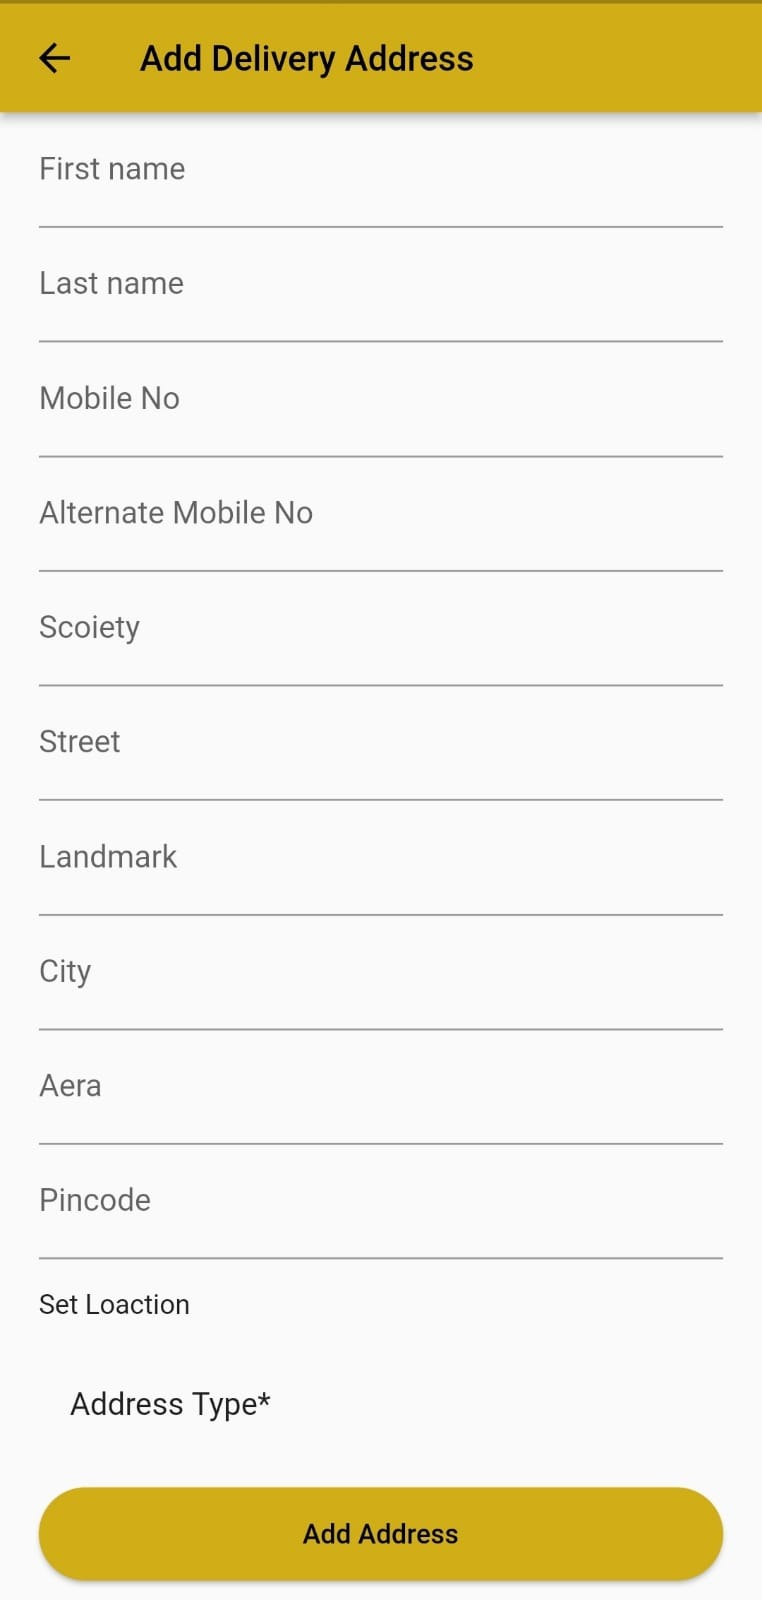 Add Delivery Address
First name
Last name
Mobile No
Alternate Mobile No
Scoiety
Street
Landmark
City
Aera
Pincode
Set Loaction
Address Type*
Add Address